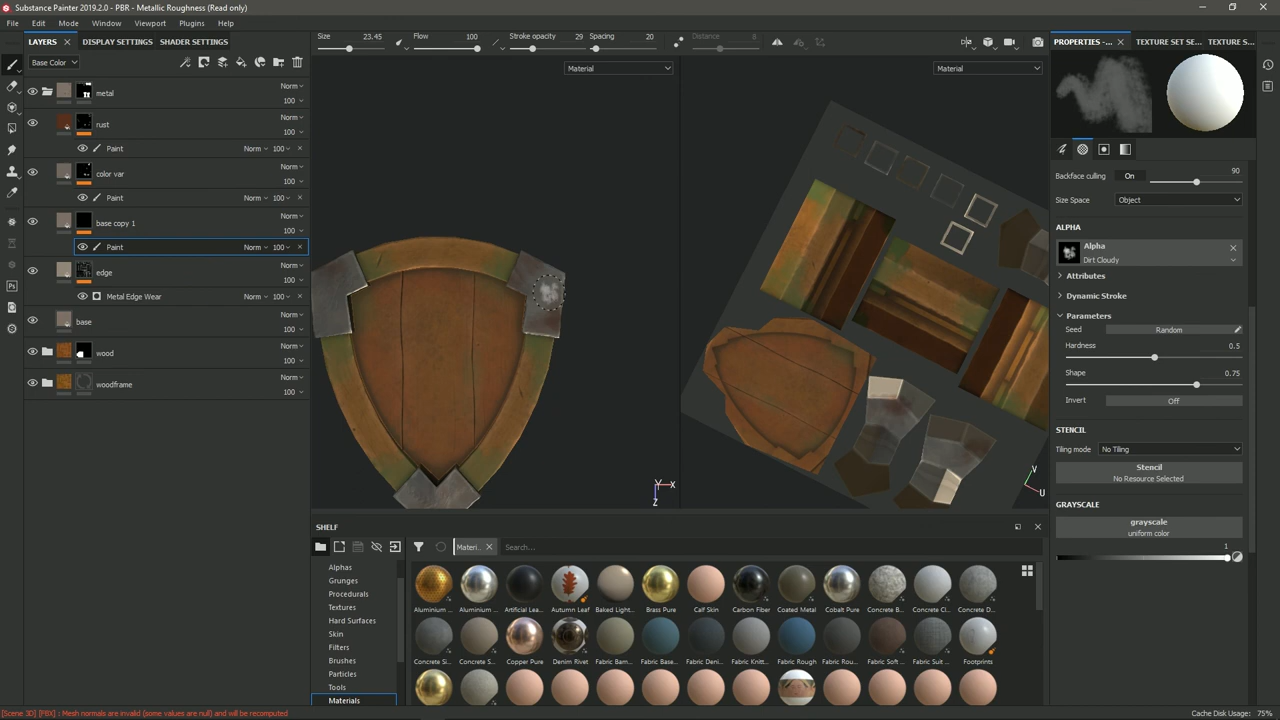 Substance Painter 2019.2.0 - PBR - Metallic Roughness (Read only)
File Edit Mode Window Viewport Plugins Help
LAYERS DISPLAY SETTINGS SHADER SETTINGS
Size 23.45 Flow 100 Stroke opacity 29 Spacing 20 Distance 8
PROPERTIES -... TEXTURE SET SE... TEXTURE S...
Base Color
Material
Material
metal Norm 100
rust Norm 100
Paint Norm 100
color var Norm 100
Paint Norm 100
base copy 1 Norm 100
Paint Norm 100
edge Norm 100
Metal Edge Wear Norm 100
base Norm 100
wood Norm 100
woodframe Norm 100
Backface culling On 90
Size Space Object
ALPHA
Alpha
Dirt Cloudy
Attributes
Dynamic Stroke
Parameters
Seed Random
Hardness 0.5
Shape 0.75
Invert Off
STENCIL
Tiling mode No Tiling
Stencil
No Resource Selected
GRAYSCALE
grayscale
uniform color
1
Y X
Z
V
U
SHELF
Materi... Search...
Alphas
Grunges
Procedurals
Textures
Hard Surfaces
Skin
Filters
Brushes
Particles
Tools
Materials
Aluminium ... Aluminium ... Artificial Lea... Autumn Leaf Baked Light... Brass Pure Calf Skin Carbon Fiber Coated Metal Cobalt Pure Concrete B... Concrete Cl... Concrete D...
Concrete Si... Concrete S... Copper Pure Denim Rivet Fabric Bam... Fabric Base... Fabric Deni... Fabric Knitt... Fabric Rough Fabric Rou... Fabric Soft ... Fabric Suit ... Footprints
[Scene 3D] [FBX] : Mesh normals are invalid (some values are null) and will be recomputed
Cache Disk Usage: 75%